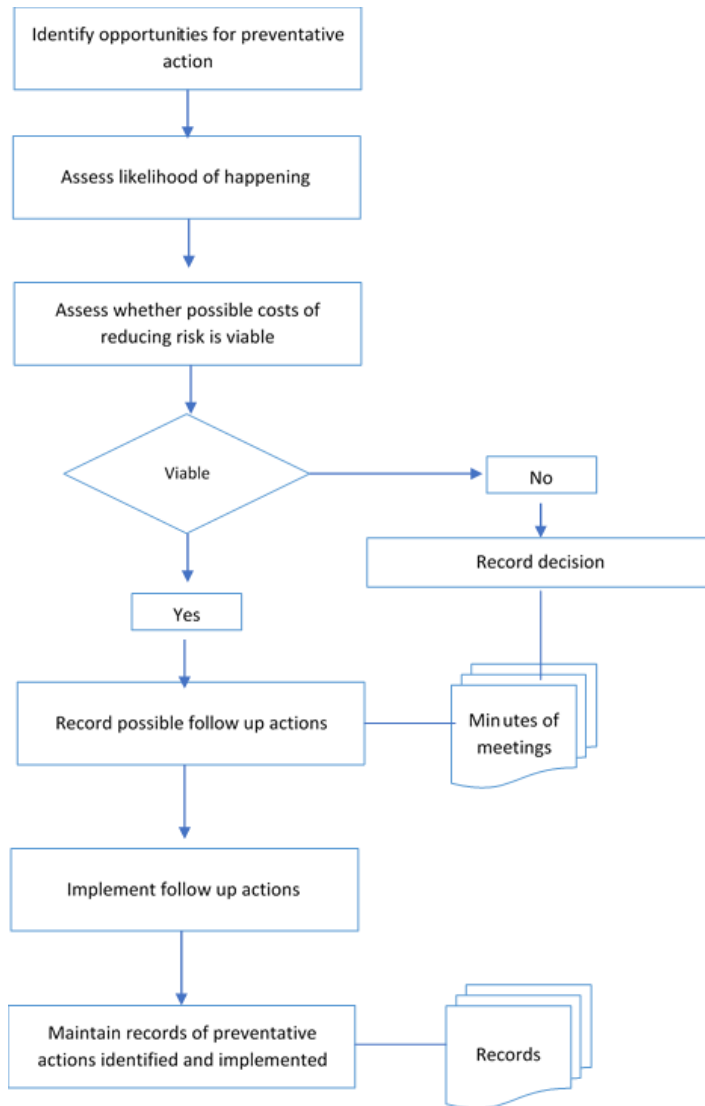 Identify opportunities for preventative
action
Assess likelihood of happening
Assess whether possible costs of
reducing risk is viable
Viable
No
Record decision
Yes
Record possible follow up actions
Minutes of
meetings
Implement follow up actions
Maintain records of preventative
actions identified and implemented
Records